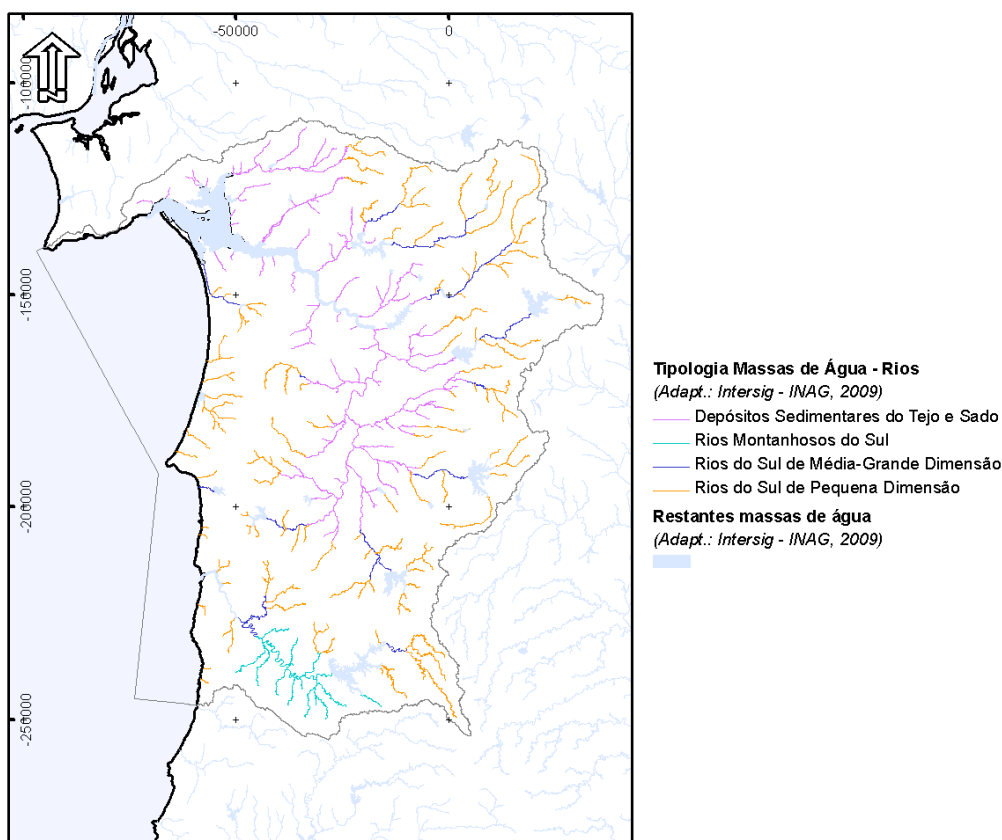 -50000
0
-100000
N
-150000
-200000
-250000
Tipologia Massas de Água - Rios
(Adapt.: Intersig - INAG, 2009)
Depósitos Sedimentares do Tejo e Sado
Rios Montanhosos do Sul
Rios do Sul de Média-Grande Dimensão
Rios do Sul de Pequena Dimensão
Restantes massas de água
(Adapt.: Intersig - INAG, 2009)